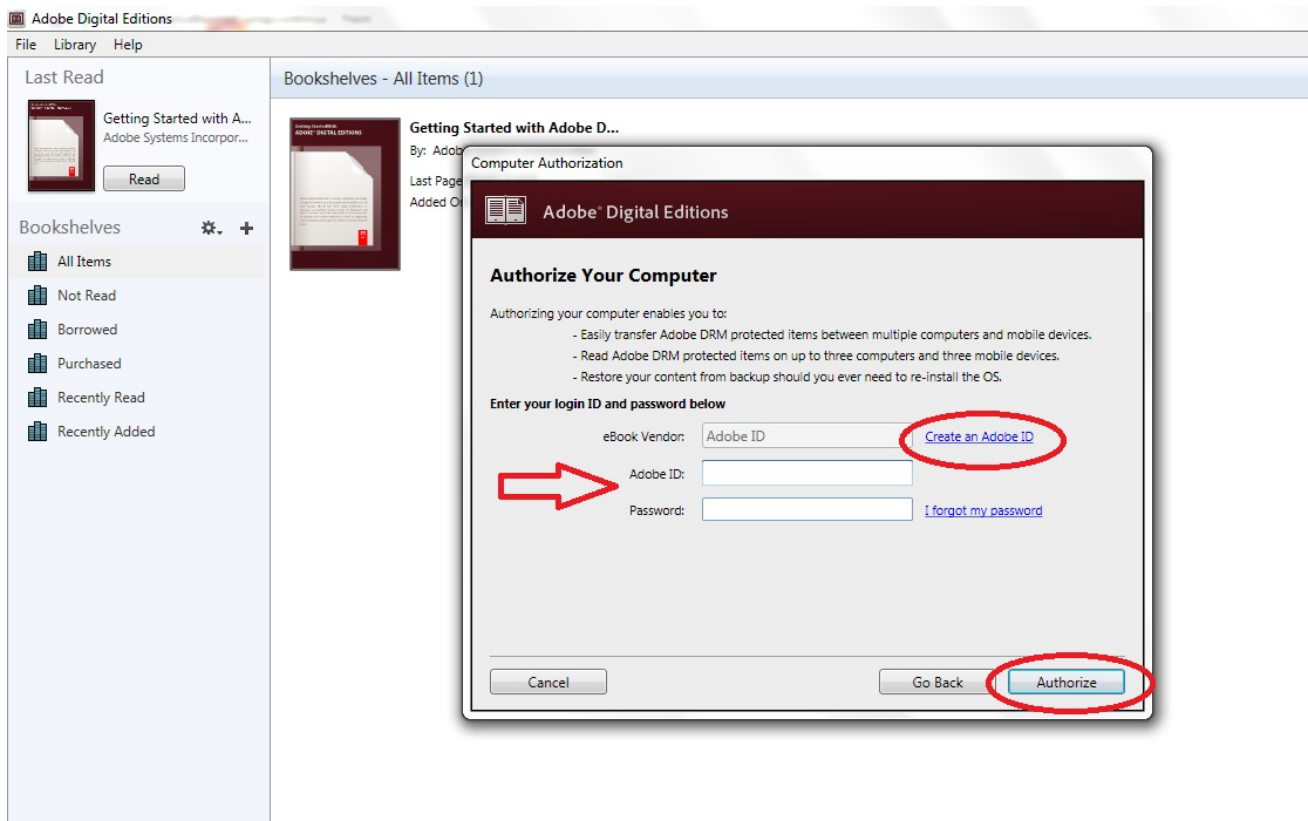 Adobe Digital Editions
File Library Help
Last Read
Getting Started with A...
Adobe Systems Incorpor...
Read
Bookshelves
All Items
Not Read
Borrowed
Purchased
Recently Read
Recently Added
Bookshelves - All Items (1)
Getting Started with Adobe D...
By: Adob
Last Page
Added O
Computer Authorization
Adobe® Digital Editions
Authorize Your Computer
Authorizing your computer enables you to:
- Easily transfer Adobe DRM protected items between multiple computers and mobile devices.
- Read Adobe DRM protected items on up to three computers and three mobile devices.
- Restore your content from backup should you ever need to re-install the OS.
Enter your login ID and password below
eBook Vendor: Adobe ID Create an Adobe ID
Adobe ID:
Password: I forgot my password
Cancel Go Back Authorize